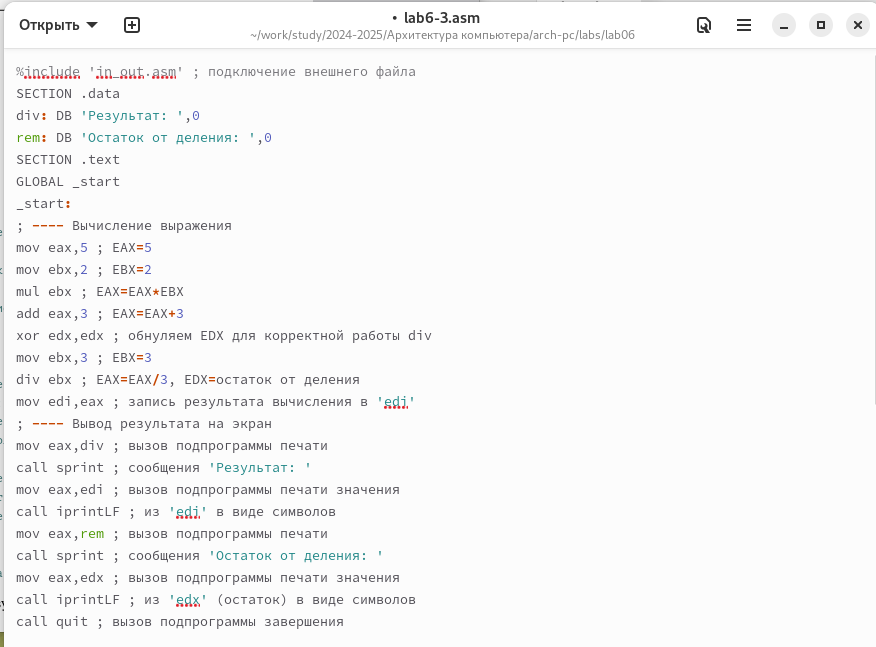 Открыть
• lab6-3.asm
~/work/study/2024-2025/Архитектура компьютера/arch-pc/labs/lab06
%include 'in_out.asm' ; подключение внешнего файла
SECTION .data
div: DB 'Результат: ',0
rem: DB 'Остаток от деления: ',0
SECTION .text
GLOBAL _start
_start:
; ---- Вычисление выражения
mov eax,5 ; EAX=5
mov ebx,2 ; EBX=2
mul ebx ; EAX=EAX*EBX
add eax,3 ; EAX=EAX+3
xor edx,edx ; обнуляем EDX для корректной работы div
mov ebx,3 ; EBX=3
div ebx ; EAX=EAX/3, EDX=остаток от деления
mov edi,eax ; запись результата вычисления в 'edi'
; ---- Вывод результата на экран
mov eax,div ; вызов подпрограммы печати
call sprint ; сообщения 'Результат: '
mov eax,edi ; вызов подпрограммы печати значения
call iprintLF ; из 'edi' в виде символов
mov eax,rem ; вызов подпрограммы печати
call sprint ; сообщения 'Остаток от деления: '
mov eax,edx ; вызов подпрограммы печати значения
call iprintLF ; из 'edx' (остаток) в виде символов
call quit ; вызов подпрограммы завершения